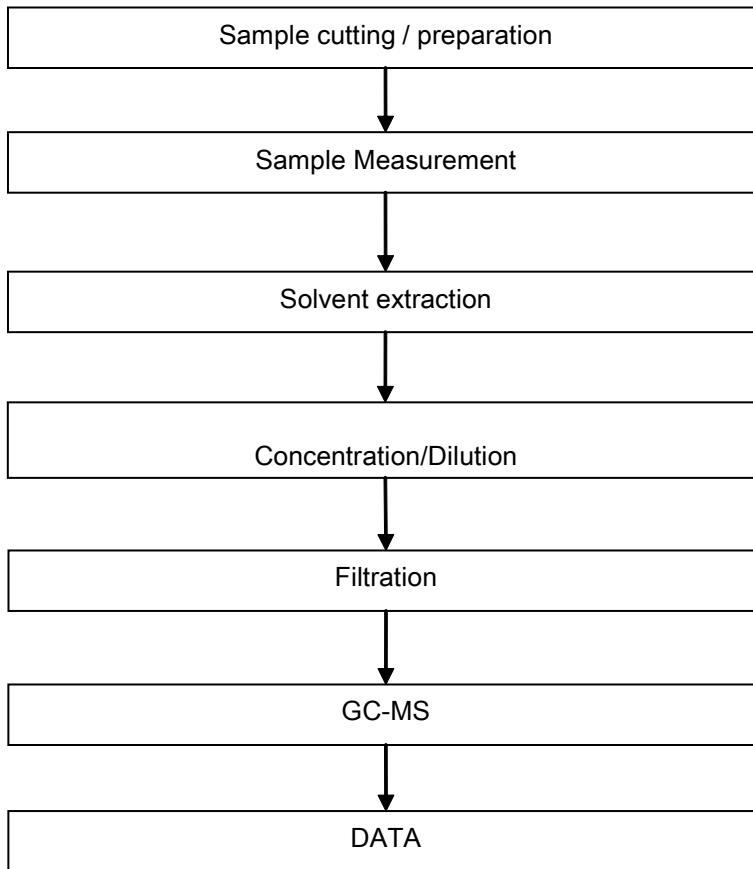 Sample cutting / preparation
Sample Measurement
Solvent extraction
Concentration/Dilution
Filtration
GC-MS
DATA